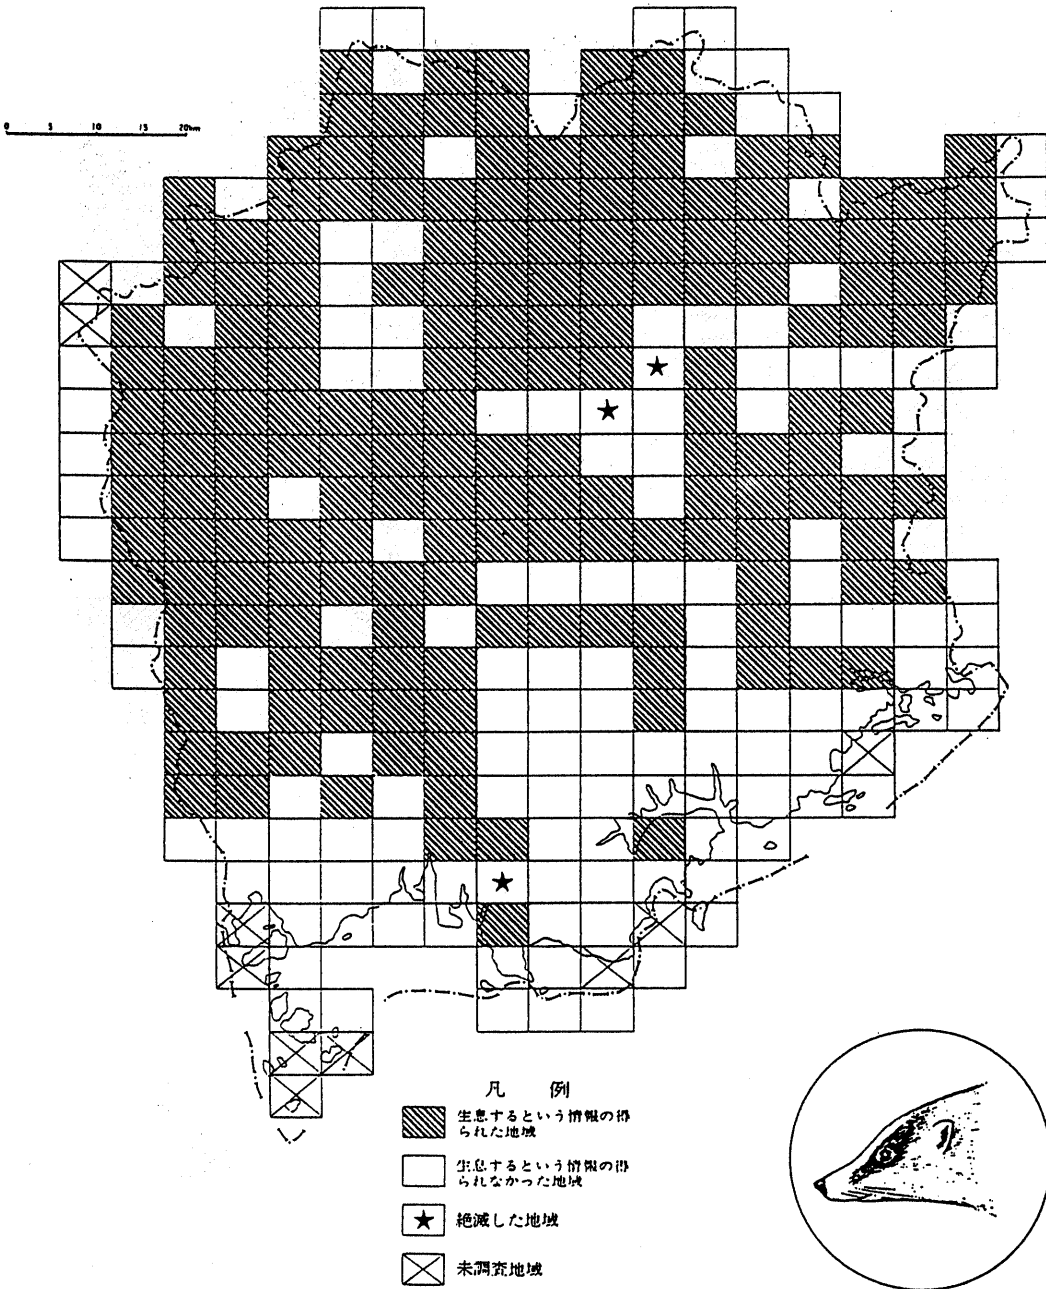 0 5 10 15 20km
凡 例
生息するという情報の得
られた地域
生息するという情報の得
られなかった地域
絶滅した地域
未調査地域